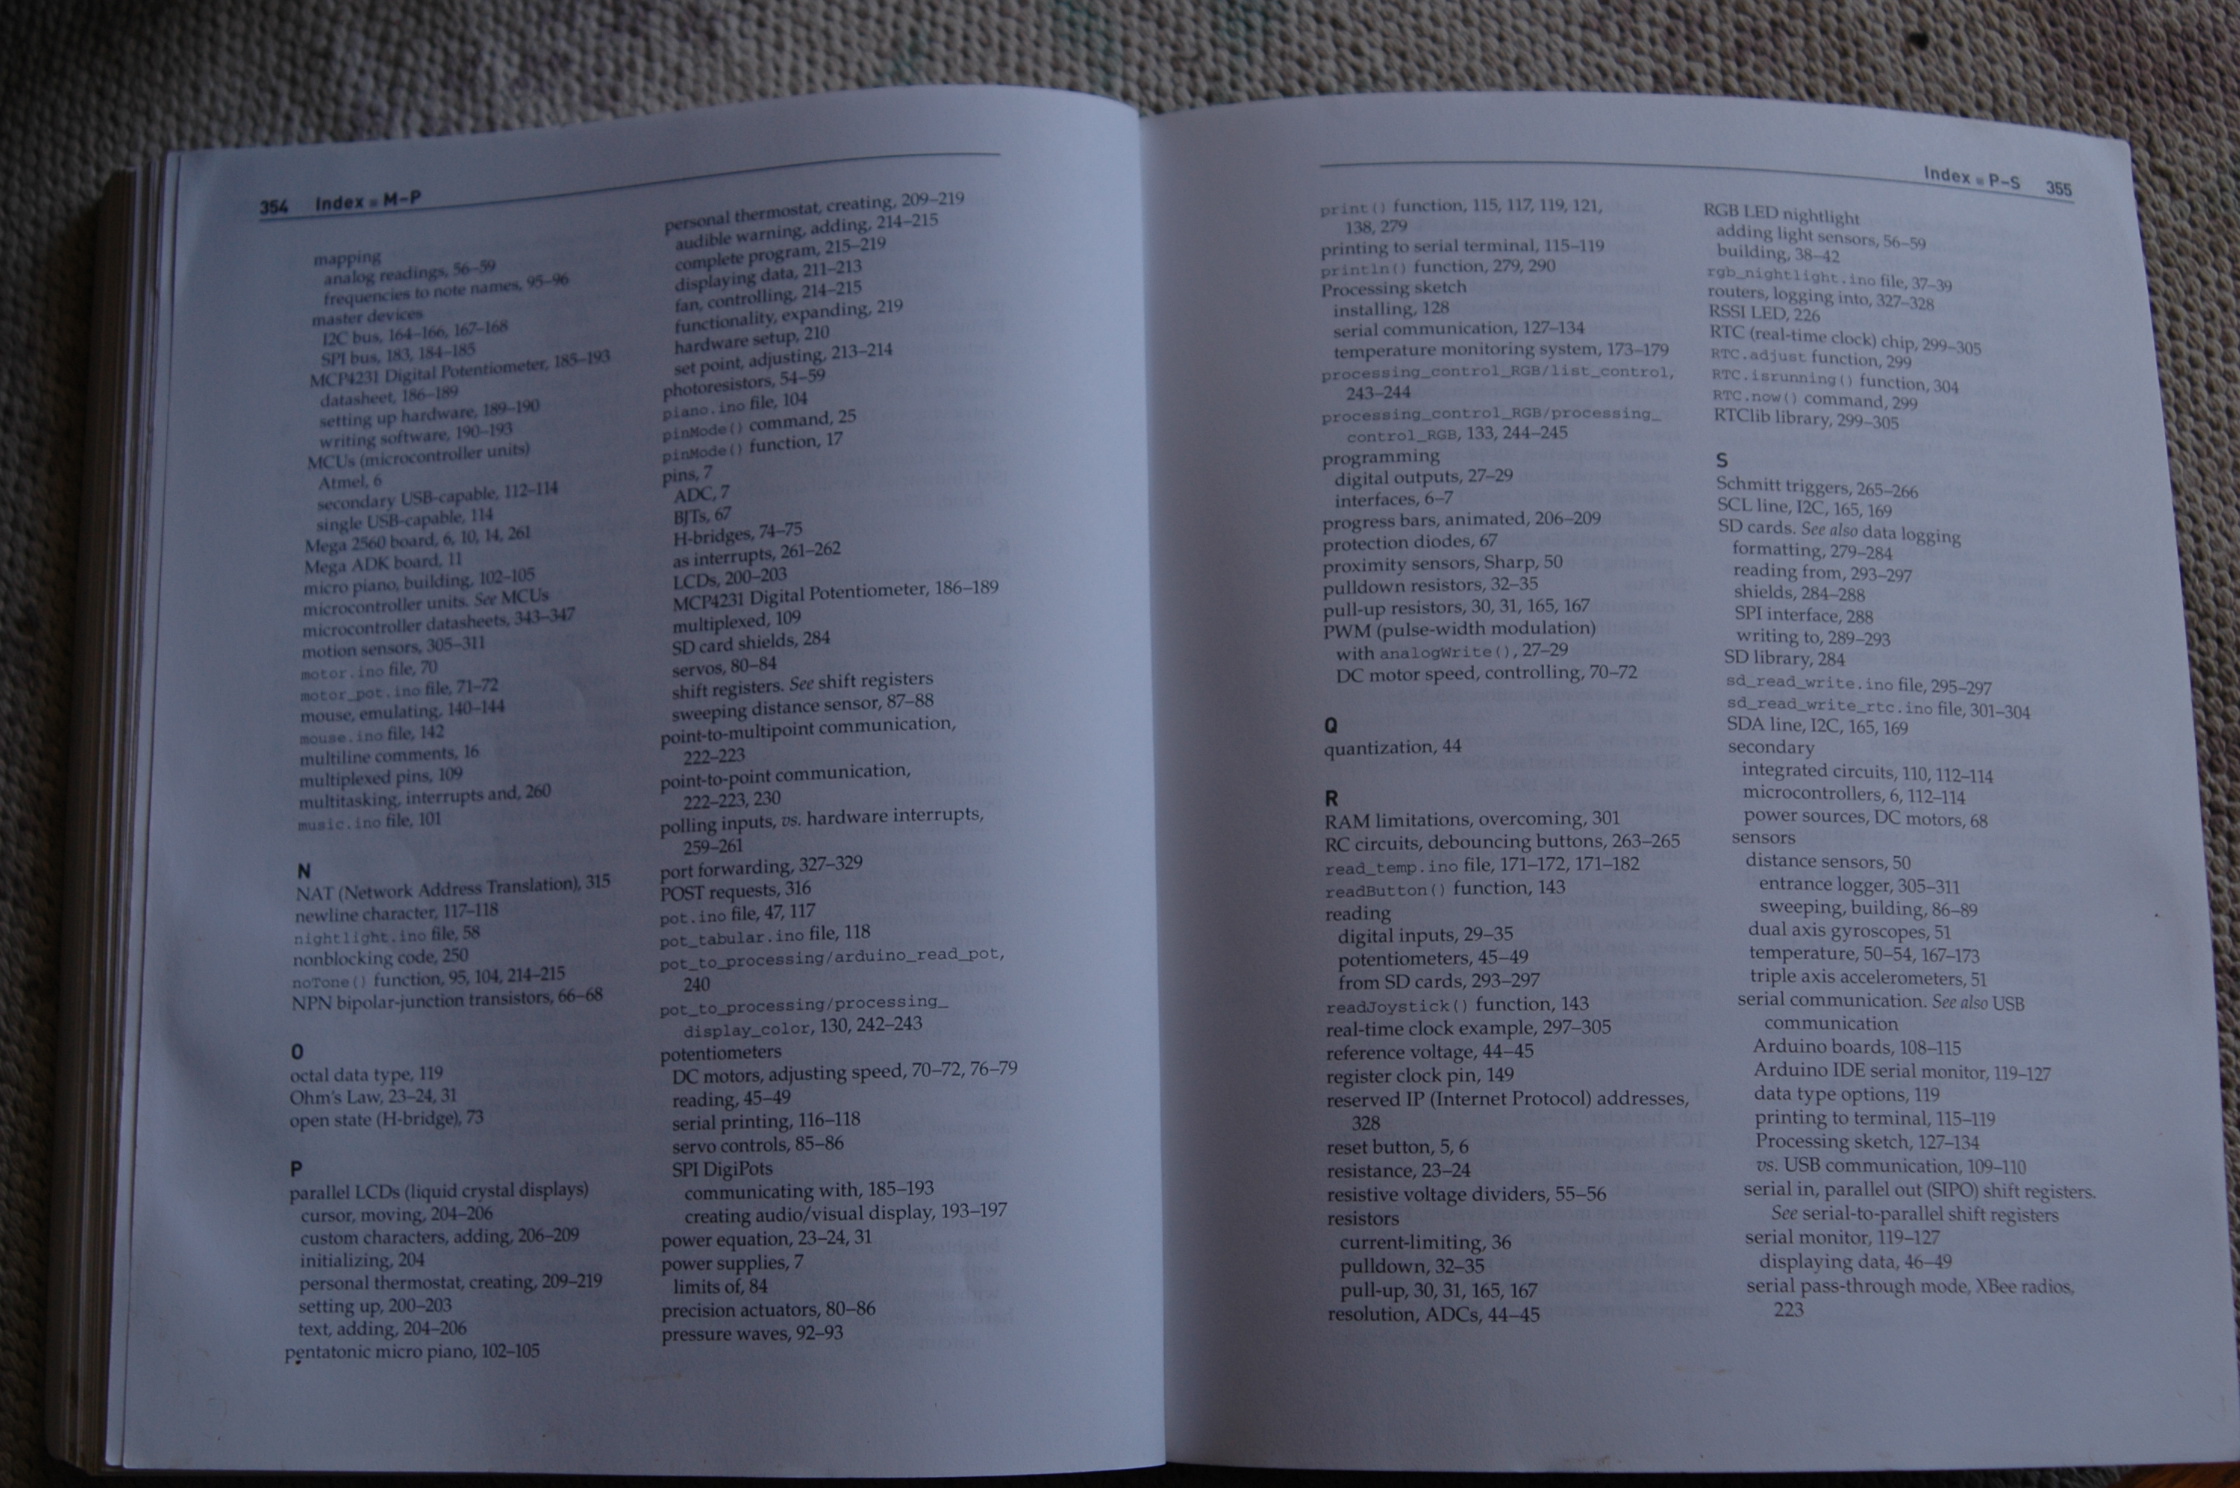 354 Index ■ M–P
mapping
analog readings, 56–59
frequencies to note names, 95–96
master devices
I2C bus, 164–166, 167–168
SPI bus, 183, 184–185
MCP4231 Digital Potentiometer, 185–193
datasheet, 186–189
setting up hardware, 189–190
writing software, 190–193
MCUs (microcontroller units)
Atmel, 6
secondary USB-capable, 112–114
single USB-capable, 114
Mega 2560 board, 6, 10, 14, 261
Mega ADK board, 11
micro piano, building, 102–105
microcontroller units. See MCUs
microcontroller datasheets, 343–347
motion sensors, 305–311
motor.ino file, 70
motor_pot.ino file, 71–72
mouse, emulating, 140–144
mouse.ino file, 142
multiline comments, 16
multiplexed pins, 109
multitasking, interrupts and, 260
music.ino file, 101
N
NAT (Network Address Translation), 315
newline character, 117–118
nightlight.ino file, 58
nonblocking code, 250
noTone() function, 95, 104, 214–215
NPN bipolar-junction transistors, 66–68
O
octal data type, 119
Ohm's Law, 23–24, 31
open state (H-bridge), 73
P
parallel LCDs (liquid crystal displays)
cursor, moving, 204–206
custom characters, adding, 206–209
initializing, 204
personal thermostat, creating, 209–219
setting up, 200–203
text, adding, 204–206
pentatonic micro piano, 102–105
personal thermostat, creating, 209–219
audible warning, adding, 214–215
complete program, 215–219
displaying data, 211–213
fan, controlling, 214–215
functionality, expanding, 219
hardware setup, 210
set point, adjusting, 213–214
photoresistors, 54–59
piano.ino file, 104
pinMode() command, 25
pinMode() function, 17
pins, 7
ADC, 7
BJTs, 67
H-bridges, 74–75
as interrupts, 261–262
LCDs, 200–203
MCP4231 Digital Potentiometer, 186–189
multiplexed, 109
SD card shields, 284
servos, 80–84
shift registers. See shift registers
sweeping distance sensor, 87–88
point-to-multipoint communication,
222–223
point-to-point communication,
222–223, 230
polling inputs, vs. hardware interrupts,
259–261
port forwarding, 327–329
POST requests, 316
pot.ino file, 47, 117
pot_tabular.ino file, 118
pot_to_processing/arduino_read_pot,
240
pot_to_processing/processing_
display_color, 130, 242–243
potentiometers
DC motors, adjusting speed, 70–72, 76–79
reading, 45–49
serial printing, 116–118
servo controls, 85–86
SPI DigiPots
communicating with, 185–193
creating audio/visual display, 193–197
power equation, 23–24, 31
power supplies, 7
limits of, 84
precision actuators, 80–86
pressure waves, 92–93
Index ■ P–S 355
print() function, 115, 117, 119, 121,
138, 279
printing to serial terminal, 115–119
println() function, 279, 290
Processing sketch
installing, 128
serial communication, 127–134
temperature monitoring system, 173–179
processing_control_RGB/list_control,
243–244
processing_control_RGB/processing_
control_RGB, 133, 244–245
programming
digital outputs, 27–29
interfaces, 6–7
progress bars, animated, 206–209
protection diodes, 67
proximity sensors, Sharp, 50
pulldown resistors, 32–35
pull-up resistors, 30, 31, 165, 167
PWM (pulse-width modulation)
with analogWrite(), 27–29
DC motor speed, controlling, 70–72
Q
quantization, 44
R
RAM limitations, overcoming, 301
RC circuits, debouncing buttons, 263–265
read_temp.ino file, 171–172, 171–182
readButton() function, 143
reading
digital inputs, 29–35
potentiometers, 45–49
from SD cards, 293–297
readJoystick() function, 143
real-time clock example, 297–305
reference voltage, 44–45
register clock pin, 149
reserved IP (Internet Protocol) addresses,
328
reset button, 5, 6
resistance, 23–24
resistive voltage dividers, 55–56
resistors
current-limiting, 36
pulldown, 32–35
pull-up, 30, 31, 165, 167
resolution, ADCs, 44–45
RGB LED nightlight
adding light sensors, 56–59
building, 38–42
rgb_nightlight.ino file, 37–39
routers, logging into, 327–328
RSSI LED, 226
RTC (real-time clock) chip, 299–305
RTC.adjust function, 299
RTC.isrunning() function, 304
RTC.now() command, 299
RTClib library, 299–305
S
Schmitt triggers, 265–266
SCL line, I2C, 165, 169
SD cards. See also data logging
formatting, 279–284
reading from, 293–297
shields, 284–288
SPI interface, 288
writing to, 289–293
SD library, 284
sd_read_write.ino file, 295–297
sd_read_write_rtc.ino file, 301–304
SDA line, I2C, 165, 169
secondary
integrated circuits, 110, 112–114
microcontrollers, 6, 112–114
power sources, DC motors, 68
sensors
distance sensors, 50
entrance logger, 305–311
sweeping, building, 86–89
dual axis gyroscopes, 51
temperature, 50–54, 167–173
triple axis accelerometers, 51
serial communication. See also USB
communication
Arduino boards, 108–115
Arduino IDE serial monitor, 119–127
data type options, 119
printing to terminal, 115–119
Processing sketch, 127–134
vs. USB communication, 109–110
serial in, parallel out (SIPO) shift registers.
See serial-to-parallel shift registers
serial monitor, 119–127
displaying data, 46–49
serial pass-through mode, XBee radios,
223